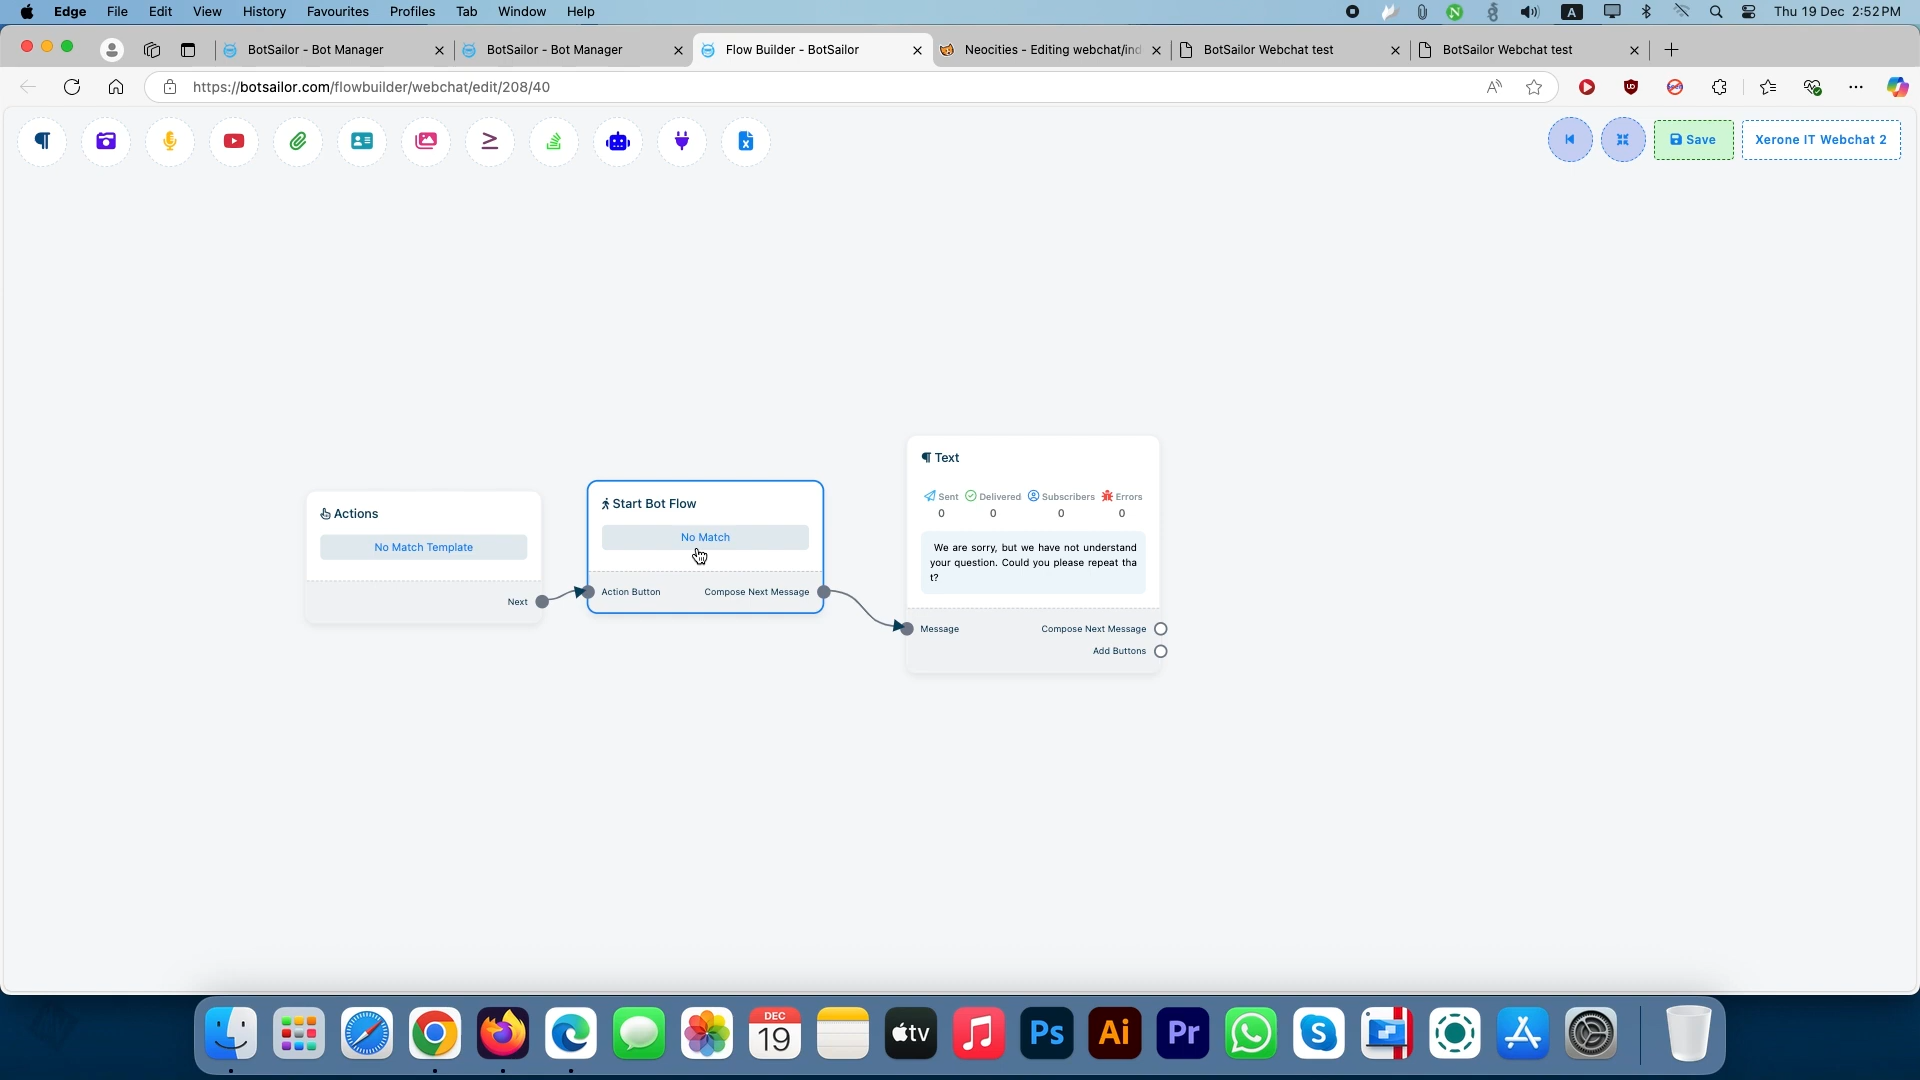 Edge File Edit View History Favourites Profiles Tab Window Help
A Thu 19 Dec 2:52 PM
BotSailor - Bot Manager
BotSailor - Bot Manager
Flow Builder - BotSailor
Neocities - Editing webchat/ind
BotSailor Webchat test
BotSailor Webchat test
https://botsailor.com/flowbuilder/webchat/edit/208/40
Save
Xerone IT Webchat 2
Actions
No Match Template
Next
Start Bot Flow
No Match
Action Button Compose Next Message
Text
Sent Delivered Subscribers Errors
0 0 0 0
We are sorry, but we have not understand
your question. Could you please repeat tha
t?
Message Compose Next Message
Add Buttons
DEC
19
tv
Ps
Ai
Pr
S